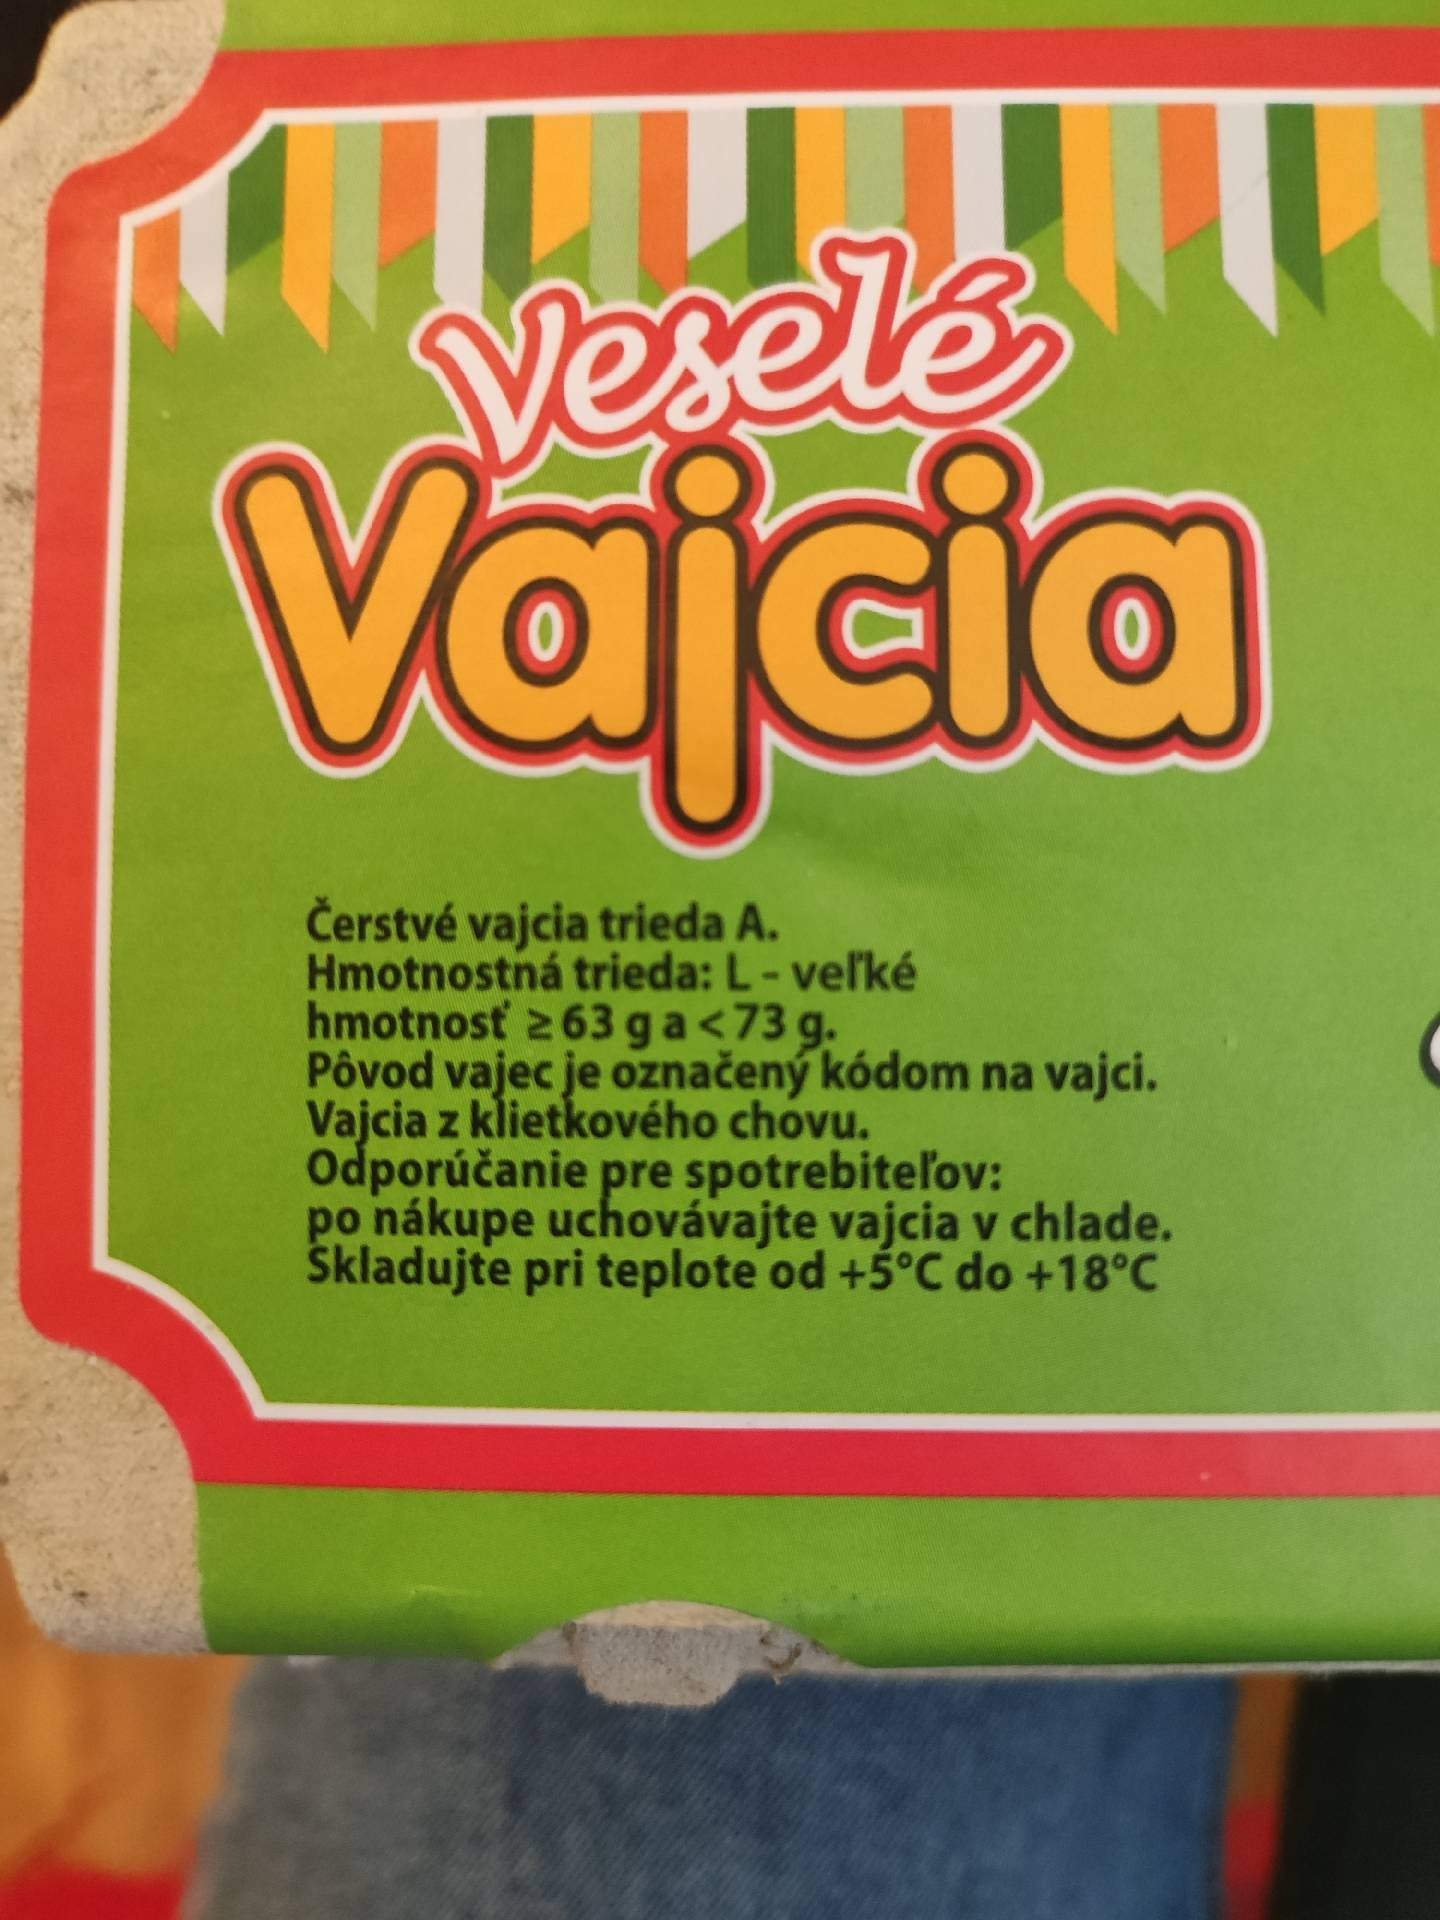 Veselé
Vajcia
Čerstvé vajcia trieda A.
Hmotnostná trieda: L - veľké
hmotnosť ≥ 63 g a < 73 g.
Pôvod vajec je označený kódom na vajci.
Vajcia z klietkového chovu.
Odporúčanie pre spotrebiteľov:
po nákupe uchovávajte vajcia v chlade.
Skladujte pri teplote od +5°C do +18°C